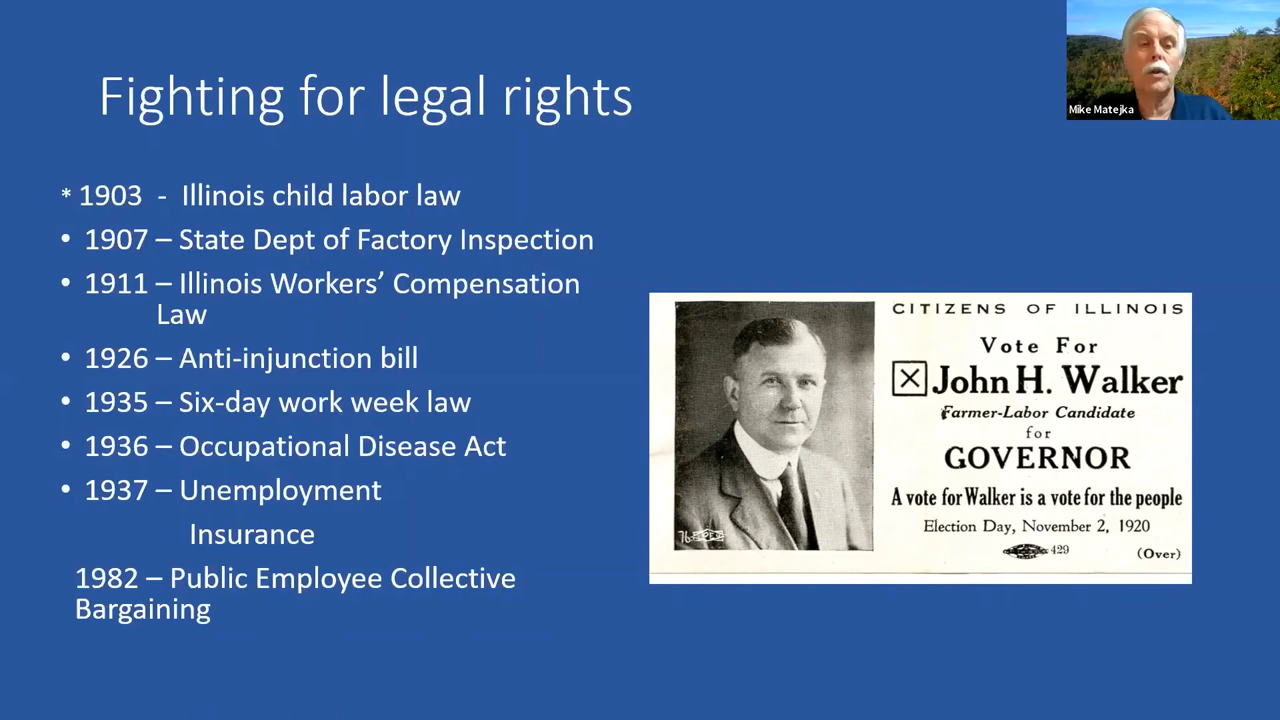 Fighting for legal rights
Mike Matejka
* 1903 - Illinois child labor law
• 1907 – State Dept of Factory Inspection
• 1911 – Illinois Workers’ Compensation
Law
• 1926 – Anti-injunction bill
• 1935 – Six-day work week law
• 1936 – Occupational Disease Act
• 1937 – Unemployment
Insurance
1982 – Public Employee Collective
Bargaining
CITIZENS OF ILLINOIS
Vote For
John H. Walker
Farmer-Labor Candidate
for
GOVERNOR
A vote for Walker is a vote for the people
Election Day, November 2, 1920
429
(Over)